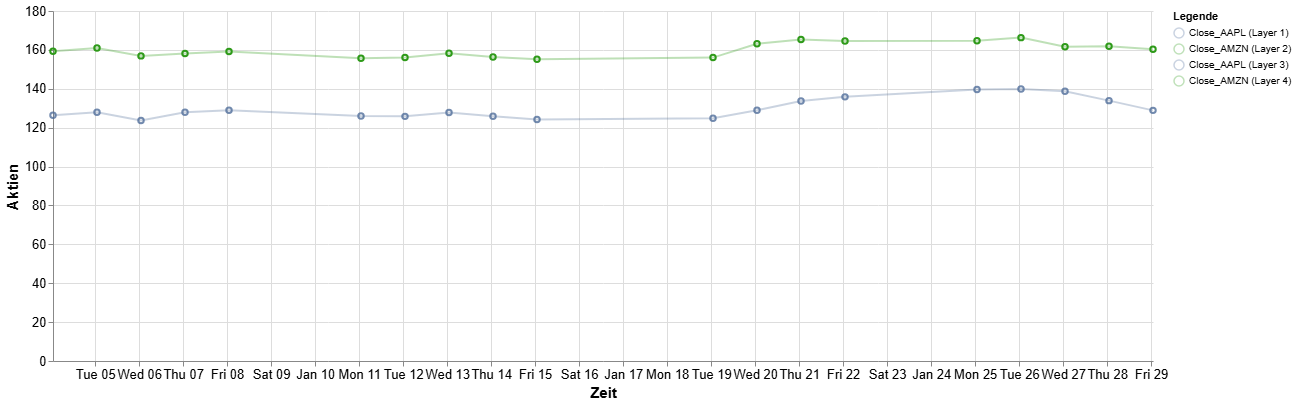 180
160
140
120
100
80
60
40
20
0
Aktien
Tue 05 Wed 06 Thu 07 Fri 08 Sat 09 Jan 10 Mon 11 Tue 12 Wed 13 Thu 14 Fri 15 Sat 16 Jan 17 Mon 18 Tue 19 Wed 20 Thu 21 Fri 22 Sat 23 Jan 24 Mon 25 Tue 26 Wed 27 Thu 28 Fri 29
Zeit
Legende
Close_AAPL (Layer 1)
Close_AMZN (Layer 2)
Close_AAPL (Layer 3)
Close_AMZN (Layer 4)